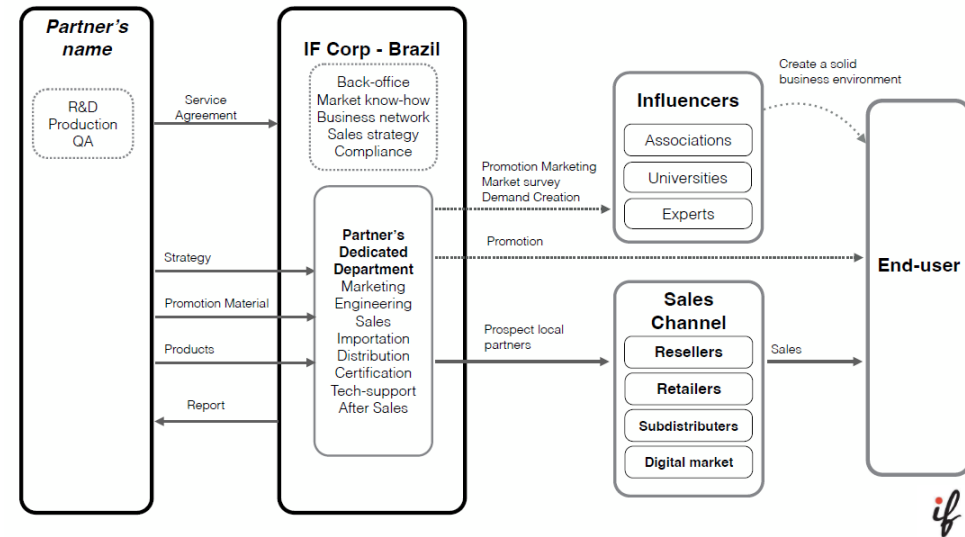 Partner's
name
R&D
Production
QA
Service
Agreement
Strategy
Promotion Material
Products
Report
IF Corp - Brazil
Back-office
Market know-how
Business network
Sales strategy
Compliance
Partner's
Dedicated
Department
Marketing
Engineering
Sales
Importation
Distribution
Certification
Tech-support
After Sales
Promotion Marketing
Market survey
Demand Creation
Promotion
Prospect local
partners
Influencers
Associations
Universities
Experts
Sales
Channel
Resellers
Retailers
Subdistributers
Digital market
Create a solid
business environment
Sales
End-user
if